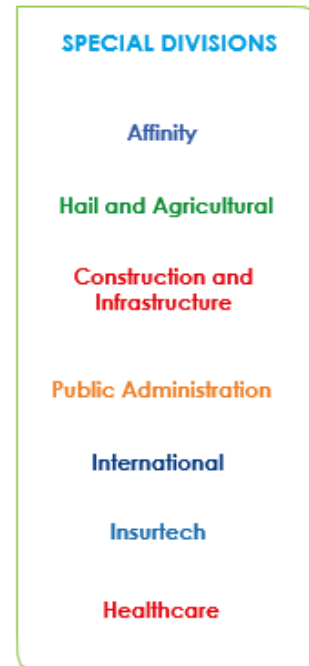 SPECIAL DIVISIONS
Affinity
Hail and Agricultural
Construction and
Infrastructure
Public Administration
International
Insurtech
Healthcare